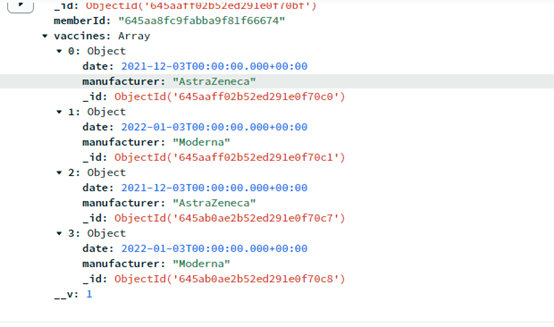 _id: ObjectId('645aaff02b52ed291e0f70bf')
memberId: "645aa8fc9fabba9f81f66674"
vaccines: Array
0: Object
date: 2021-12-03T00:00:00.000+00:00
manufacturer: "AstraZeneca"
_id: ObjectId('645aaff02b52ed291e0f70c0')
1: Object
date: 2022-01-03T00:00:00.000+00:00
manufacturer: "Moderna"
_id: ObjectId('645aaff02b52ed291e0f70c1')
2: Object
date: 2021-12-03T00:00:00.000+00:00
manufacturer: "AstraZeneca"
_id: ObjectId('645ab0ae2b52ed291e0f70c7')
3: Object
date: 2022-01-03T00:00:00.000+00:00
manufacturer: "Moderna"
_id: ObjectId('645ab0ae2b52ed291e0f70c8')
__v: 1